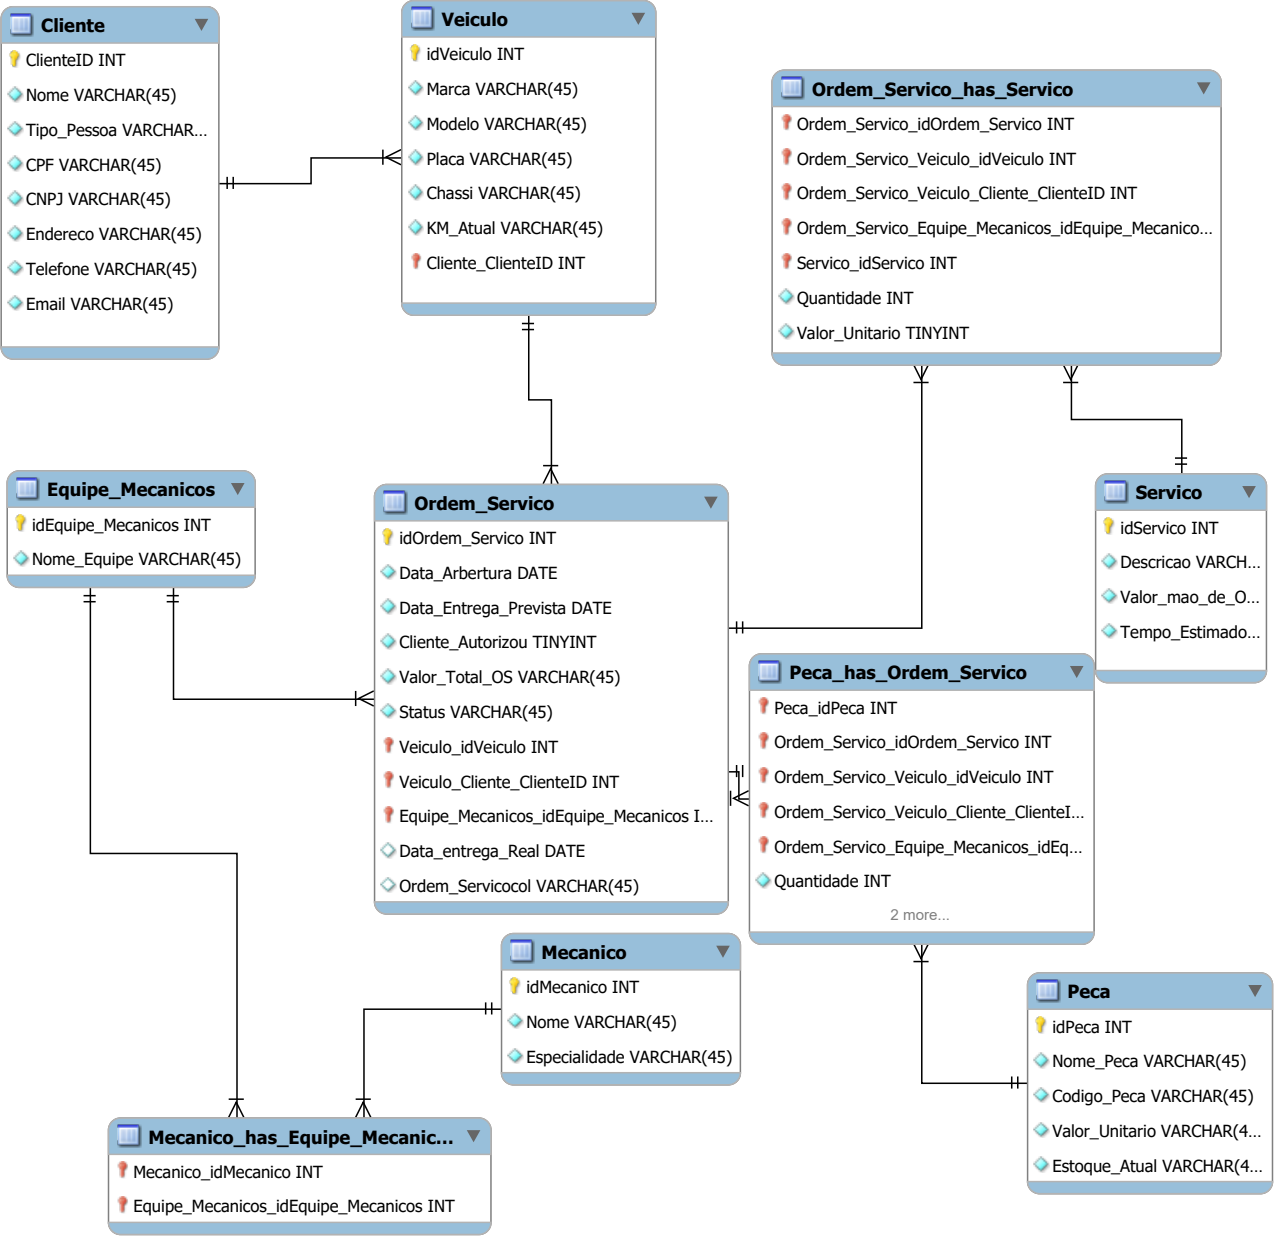 Cliente
ClienteID INT
Nome VARCHAR(45)
Tipo_Pessoa VARCHAR...
CPF VARCHAR(45)
CNPJ VARCHAR(45)
Endereco VARCHAR(45)
Telefone VARCHAR(45)
Email VARCHAR(45)
Veiculo
idVeiculo INT
Marca VARCHAR(45)
Modelo VARCHAR(45)
Placa VARCHAR(45)
Chassi VARCHAR(45)
KM_Atual VARCHAR(45)
Cliente_ClienteID INT
Ordem_Servico_has_Servico
Ordem_Servico_idOrdem_Servico INT
Ordem_Servico_Veiculo_idVeiculo INT
Ordem_Servico_Veiculo_Cliente_ClienteID INT
Ordem_Servico_Equipe_Mecanicos_idEquipe_Mecanico...
Servico_idServico INT
Quantidade INT
Valor_Unitario TINYINT
Equipe_Mecanicos
idEquipe_Mecanicos INT
Nome_Equipe VARCHAR(45)
Ordem_Servico
idOrdem_Servico INT
Data_Arbertura DATE
Data_Entrega_Prevista DATE
Cliente_Autorizou TINYINT
Valor_Total_OS VARCHAR(45)
Status VARCHAR(45)
Veiculo_idVeiculo INT
Veiculo_Cliente_ClienteID INT
Equipe_Mecanicos_idEquipe_Mecanicos I...
Data_entrega_Real DATE
Ordem_Servicocol VARCHAR(45)
Servico
idServico INT
Descricao VARCH...
Valor_mao_de_O...
Tempo_Estimado...
Peca_has_Ordem_Servico
Peca_idPeca INT
Ordem_Servico_idOrdem_Servico INT
Ordem_Servico_Veiculo_idVeiculo INT
Ordem_Servico_Veiculo_Cliente_ClienteI...
Ordem_Servico_Equipe_Mecanicos_idEq...
Quantidade INT
2 more...
Mecanico
idMecanico INT
Nome VARCHAR(45)
Especialidade VARCHAR(45)
Peca
idPeca INT
Nome_Peca VARCHAR(45)
Codigo_Peca VARCHAR(45)
Valor_Unitario VARCHAR(4...
Estoque_Atual VARCHAR(4...
Mecanico_has_Equipe_Mecanic...
Mecanico_idMecanico INT
Equipe_Mecanicos_idEquipe_Mecanicos INT